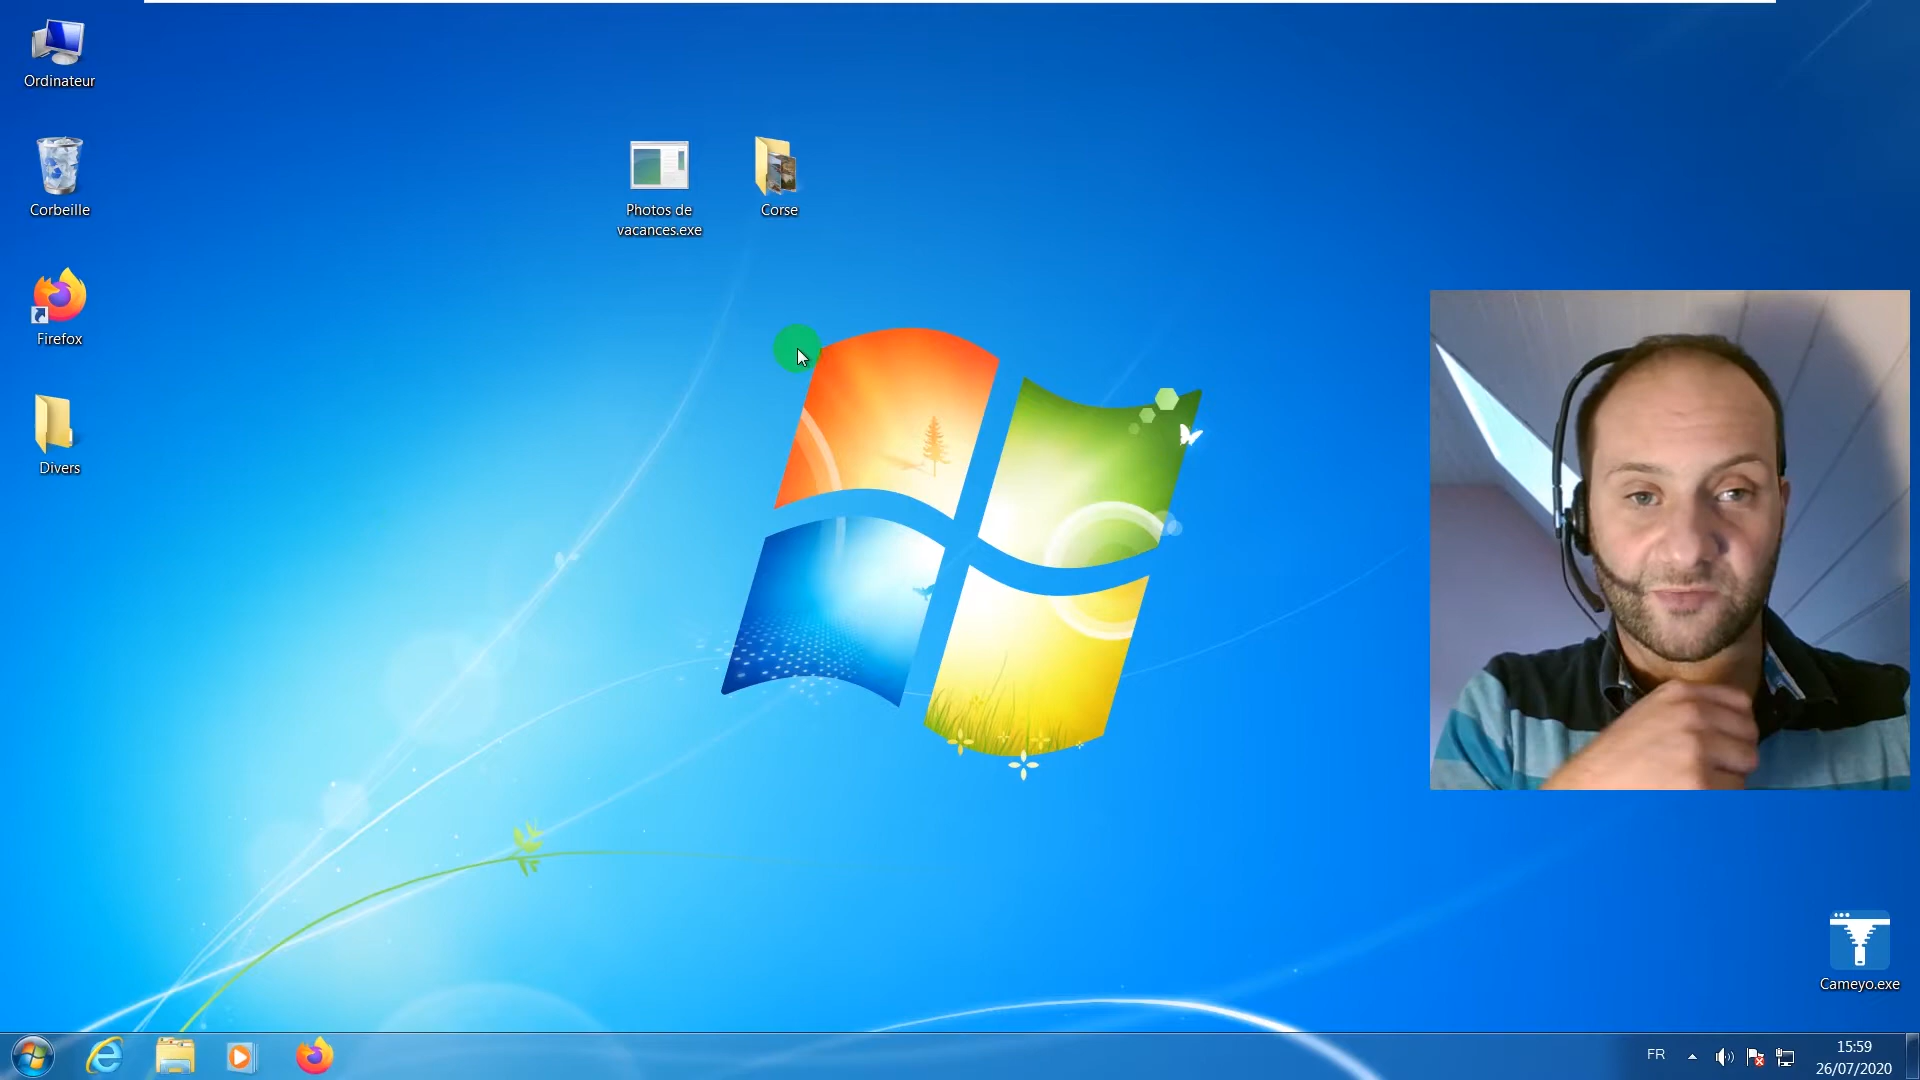 Ordinateur
Corbeille
Firefox
Divers
Photos de
vacances.exe
Corse
Cameyo.exe
FR
15:59
26/07/2020